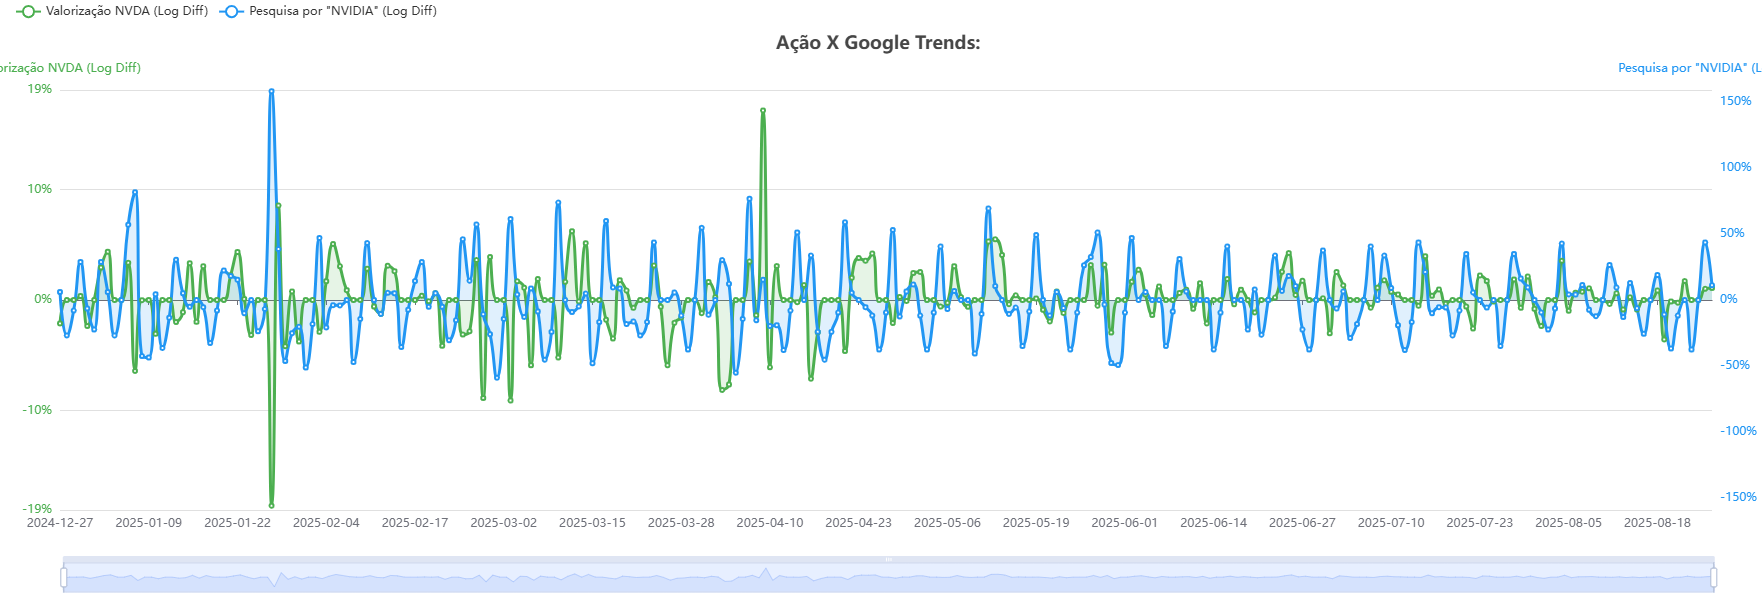 Valorização NVDA (Log Diff) Pesquisa por "NVIDIA" (Log Diff)
Ação X Google Trends:
orização NVDA (Log Diff) Pesquisa por "NVIDIA" (L
19% 150%
100%
10%
50%
0% 0%
-50%
-10%
-100%
-150%
-19%
2024-12-27 2025-01-09 2025-01-22 2025-02-04 2025-02-17 2025-03-02 2025-03-15 2025-03-28 2025-04-10 2025-04-23 2025-05-06 2025-05-19 2025-06-01 2025-06-14 2025-06-27 2025-07-10 2025-07-23 2025-08-05 2025-08-18